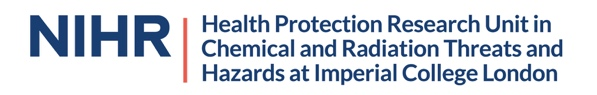 NIHR
Health Protection Research Unit in
Chemical and Radiation Threats and
Hazards at Imperial College London